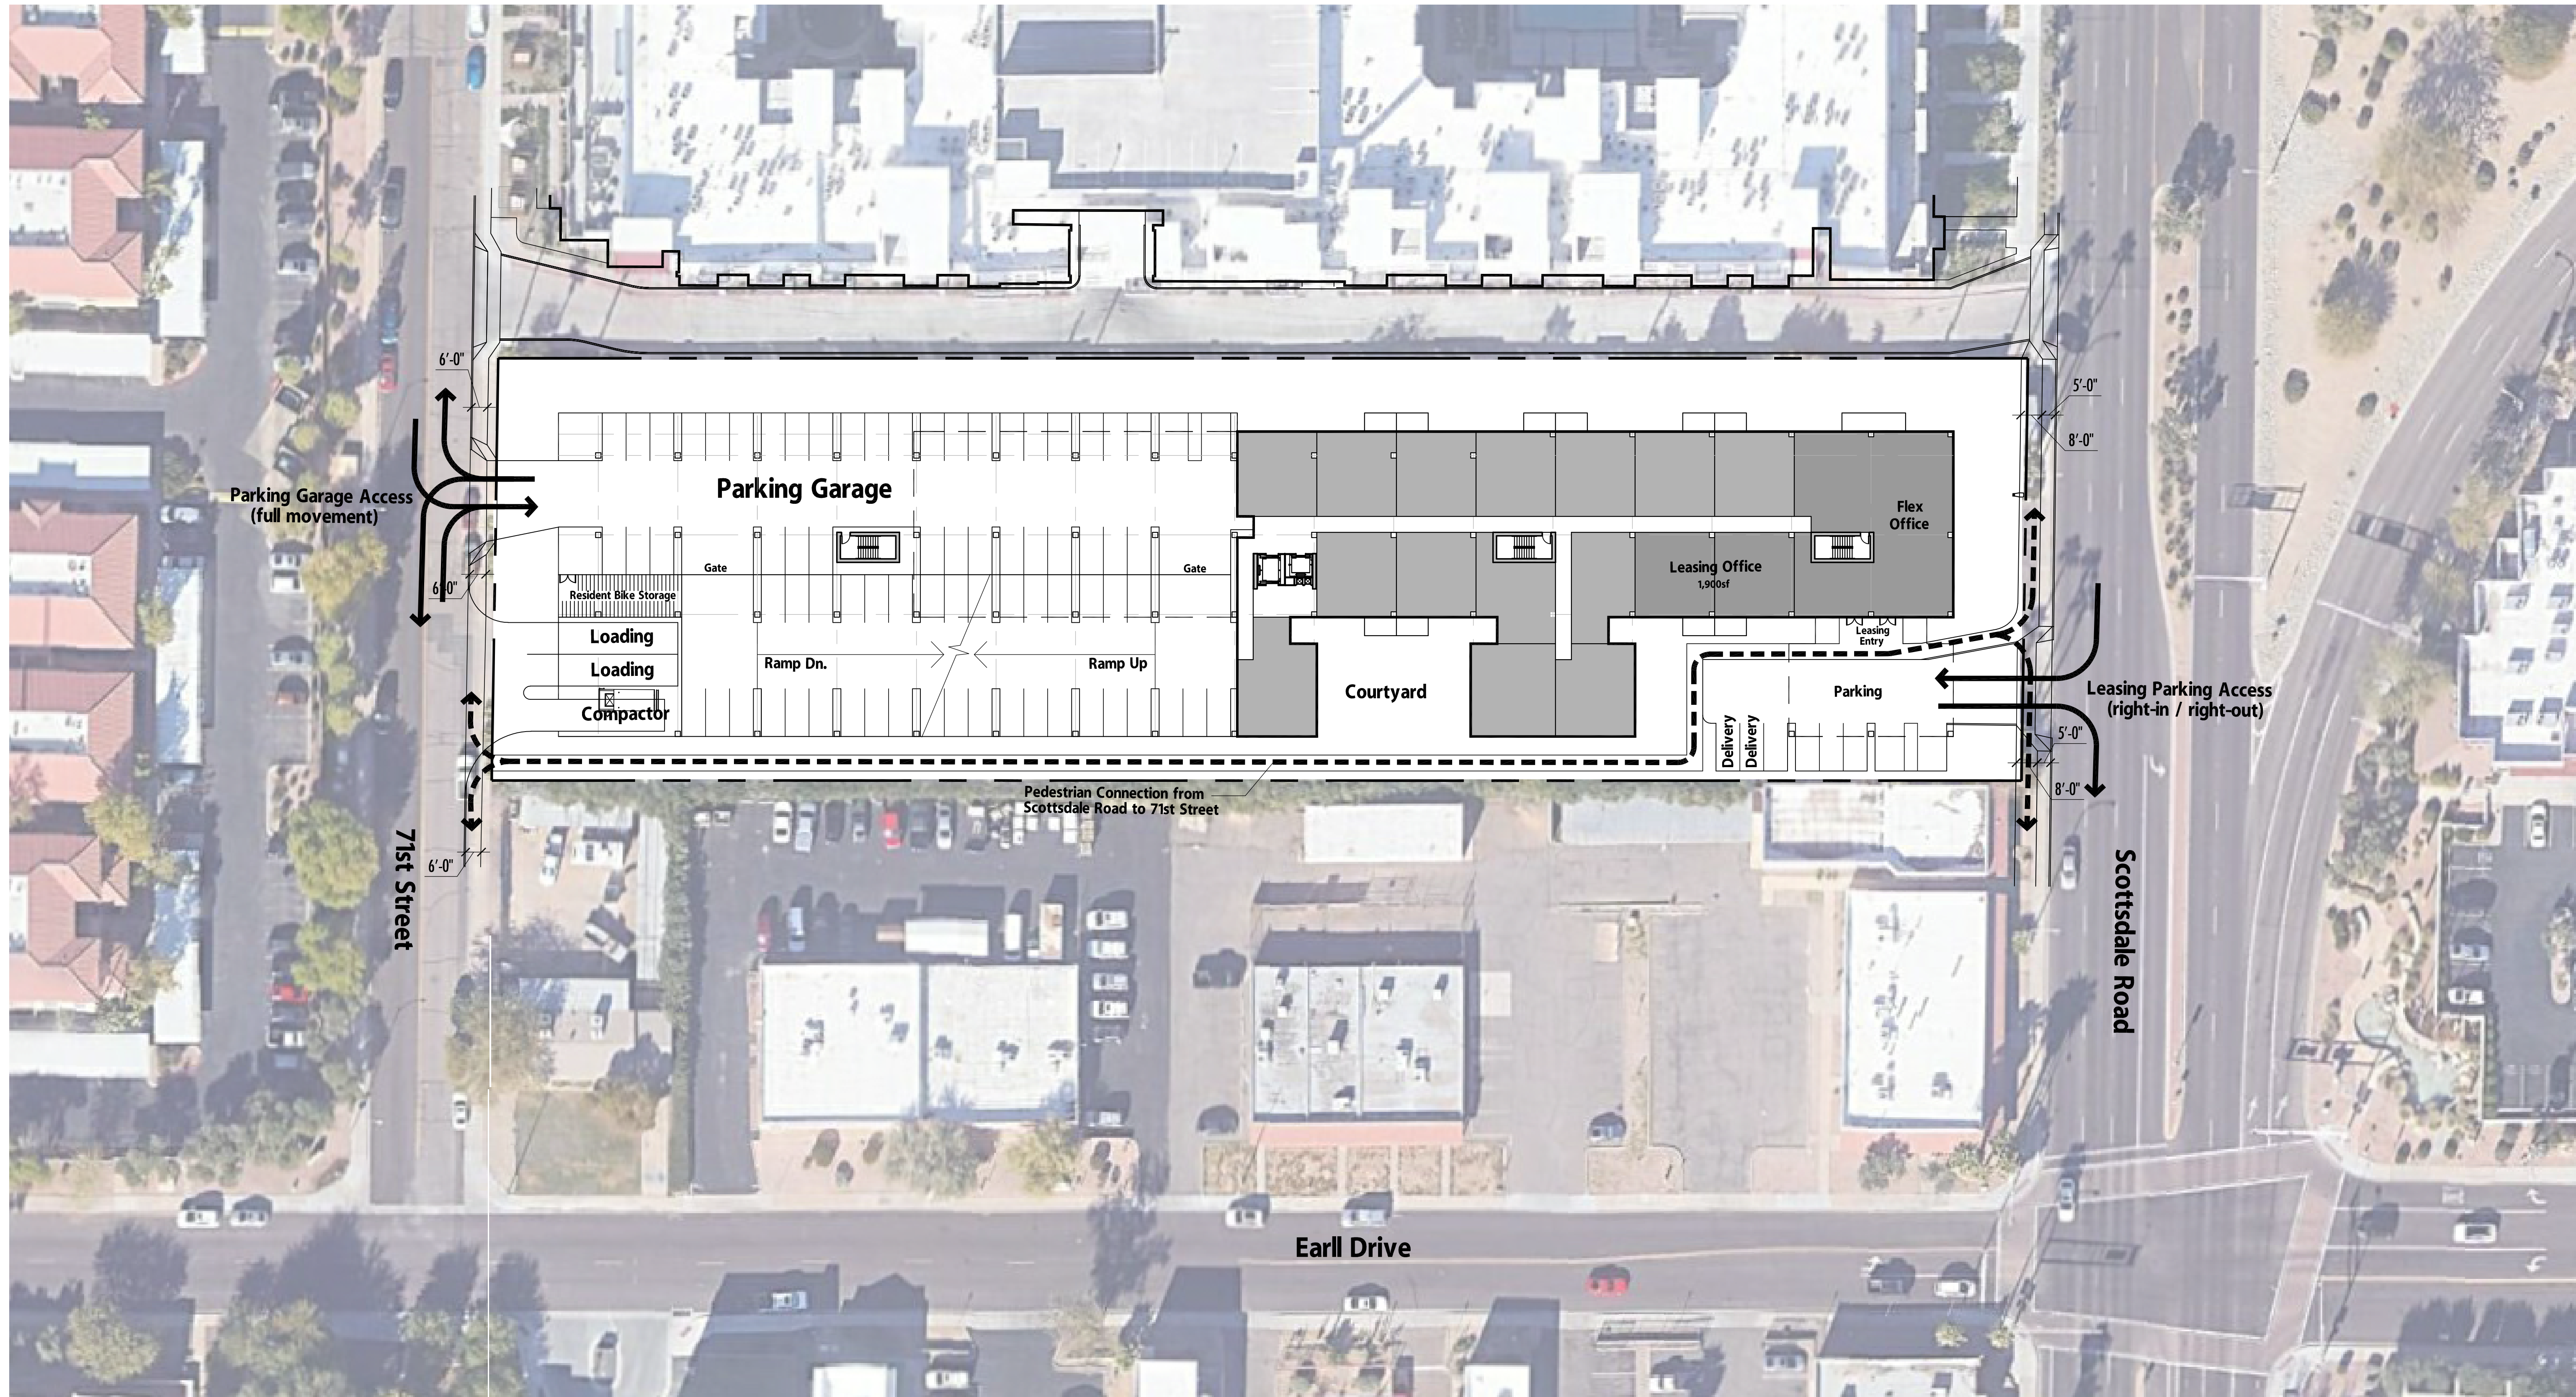 6'-0"
5'-0"
8'-0"
Parking Garage Access
(full movement)
Parking Garage
Flex
Office
Gate
Gate
Leasing Office
1,900sf
6'-0"
Resident Bike Storage
Loading
Loading
Leasing
Entry
Ramp Dn.
Ramp Up
Compactor
Courtyard
Parking
Leasing Parking Access
(right-in / right-out)
Delivery
Delivery
5'-0"
8'-0"
Pedestrian Connection from
Scottsdale Road to 71st Street
6'-0"
71st Street
Scottsdale Road
Earll Drive